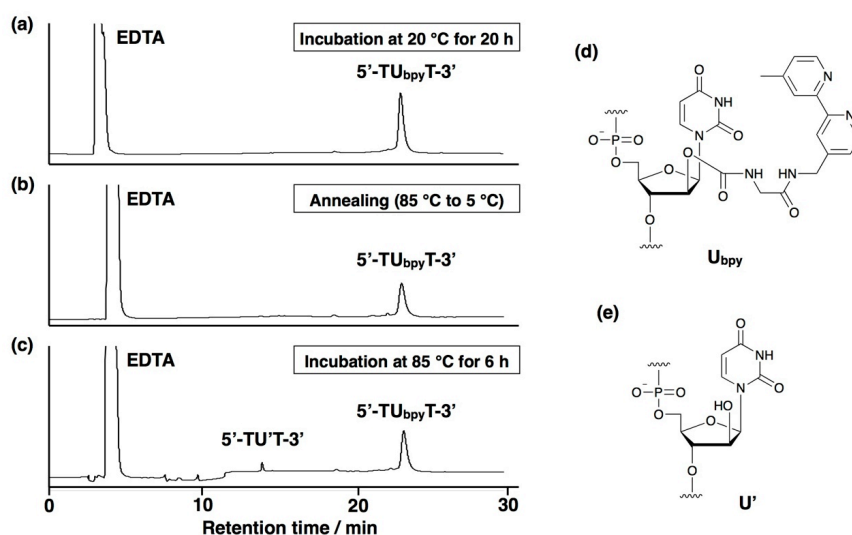 (a)
EDTA
Incubation at 20 °C for 20 h
5'-TUbpyT-3'
(b)
EDTA
Annealing (85 °C to 5 °C)
5'-TUbpyT-3'
(c)
EDTA
Incubation at 85 °C for 6 h
5'-TU'T-3'
5'-TUbpyT-3'
0 10 20 30
Retention time / min
(d)
O
NH
N
O
N
N
O
O⁻ P O
O
O
O
O
O
NH
HN
O
Ubpy
(e)
O
NH
N
O
HO
O⁻ P O
O
O
O
U'